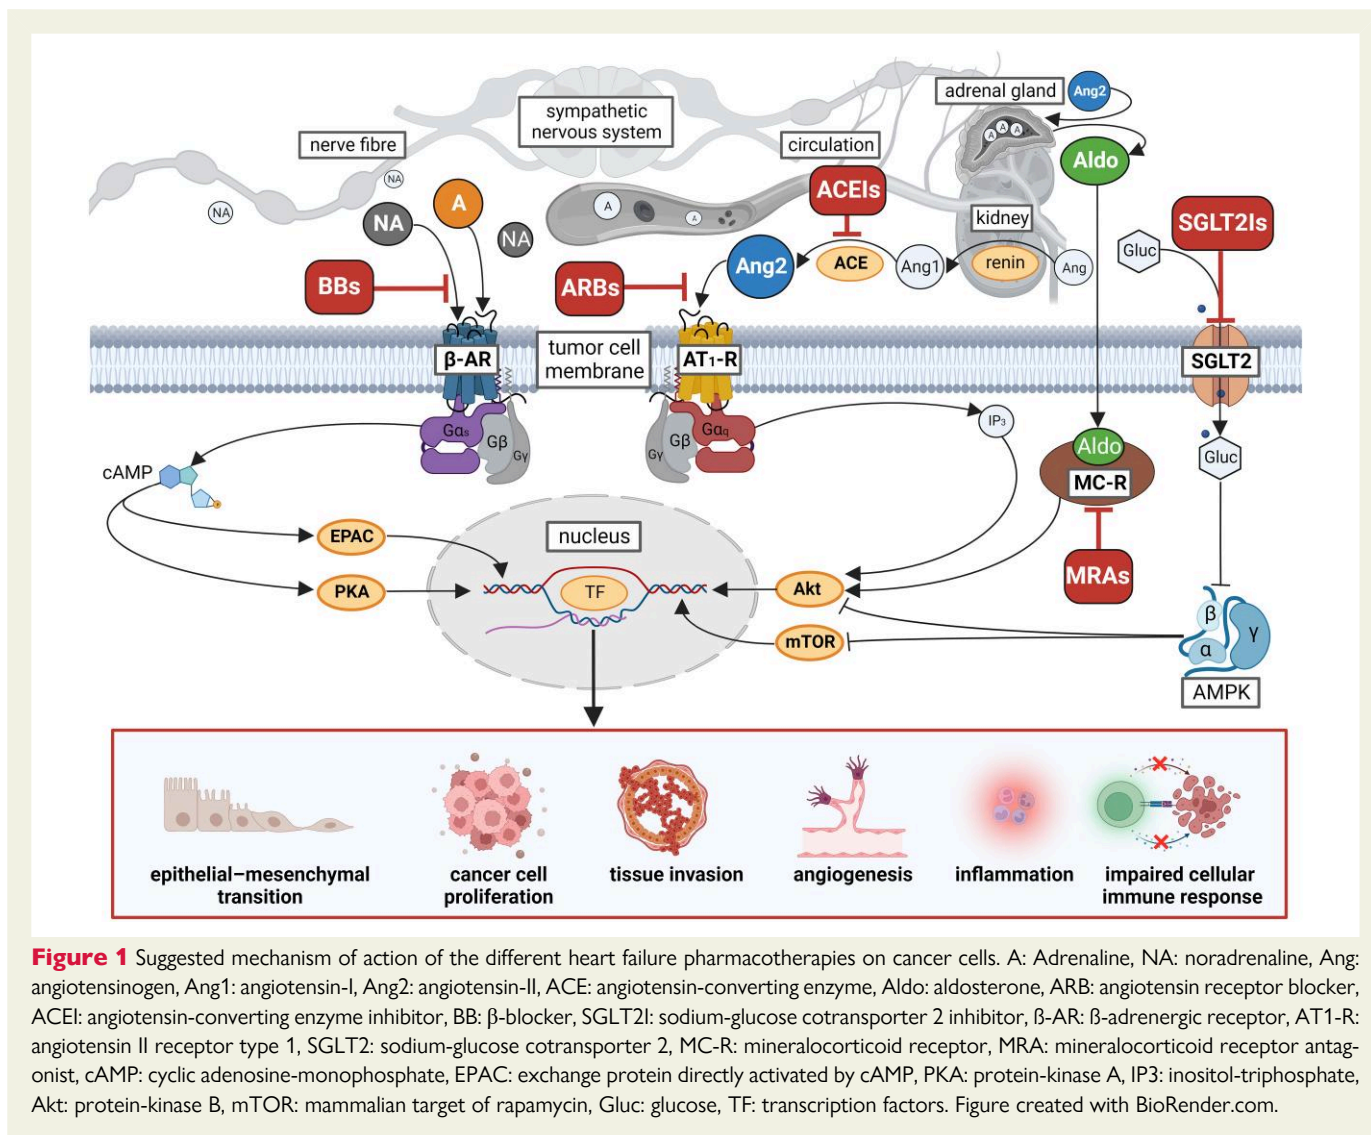 sympathetic
nervous system
adrenal gland
Ang2
nerve fibre
circulation
A A A
Aldo
NA
NA
A
NA
NA
A
A
ACEIs
kidney
SGLT2Is
Gluc
BBs
ARBs
Ang2
ACE
Ang1
renin
Ang
β-AR
tumor cell
membrane
AT1-R
SGLT2
Gαs
Gβ
Gγ
Gγ
Gβ
Gαq
IP3
Aldo
MC-R
Gluc
cAMP
EPAC
nucleus
PKA
TF
Akt
MRAs
mTOR
β
γ
α
AMPK
epithelial–mesenchymal
transition
cancer cell
proliferation
tissue invasion
angiogenesis
inflammation
impaired cellular
immune response
Figure 1 Suggested mechanism of action of the different heart failure pharmacotherapies on cancer cells. A: Adrenaline, NA: noradrenaline, Ang:
angiotensinogen, Ang1: angiotensin-I, Ang2: angiotensin-II, ACE: angiotensin-converting enzyme, Aldo: aldosterone, ARB: angiotensin receptor blocker,
ACEI: angiotensin-converting enzyme inhibitor, BB: β-blocker, SGLT2I: sodium-glucose cotransporter 2 inhibitor, ß-AR: ß-adrenergic receptor, AT1-R:
angiotensin II receptor type 1, SGLT2: sodium-glucose cotransporter 2, MC-R: mineralocorticoid receptor, MRA: mineralocorticoid receptor antag-
onist, cAMP: cyclic adenosine-monophosphate, EPAC: exchange protein directly activated by cAMP, PKA: protein-kinase A, IP3: inositol-triphosphate,
Akt: protein-kinase B, mTOR: mammalian target of rapamycin, Gluc: glucose, TF: transcription factors. Figure created with BioRender.com.